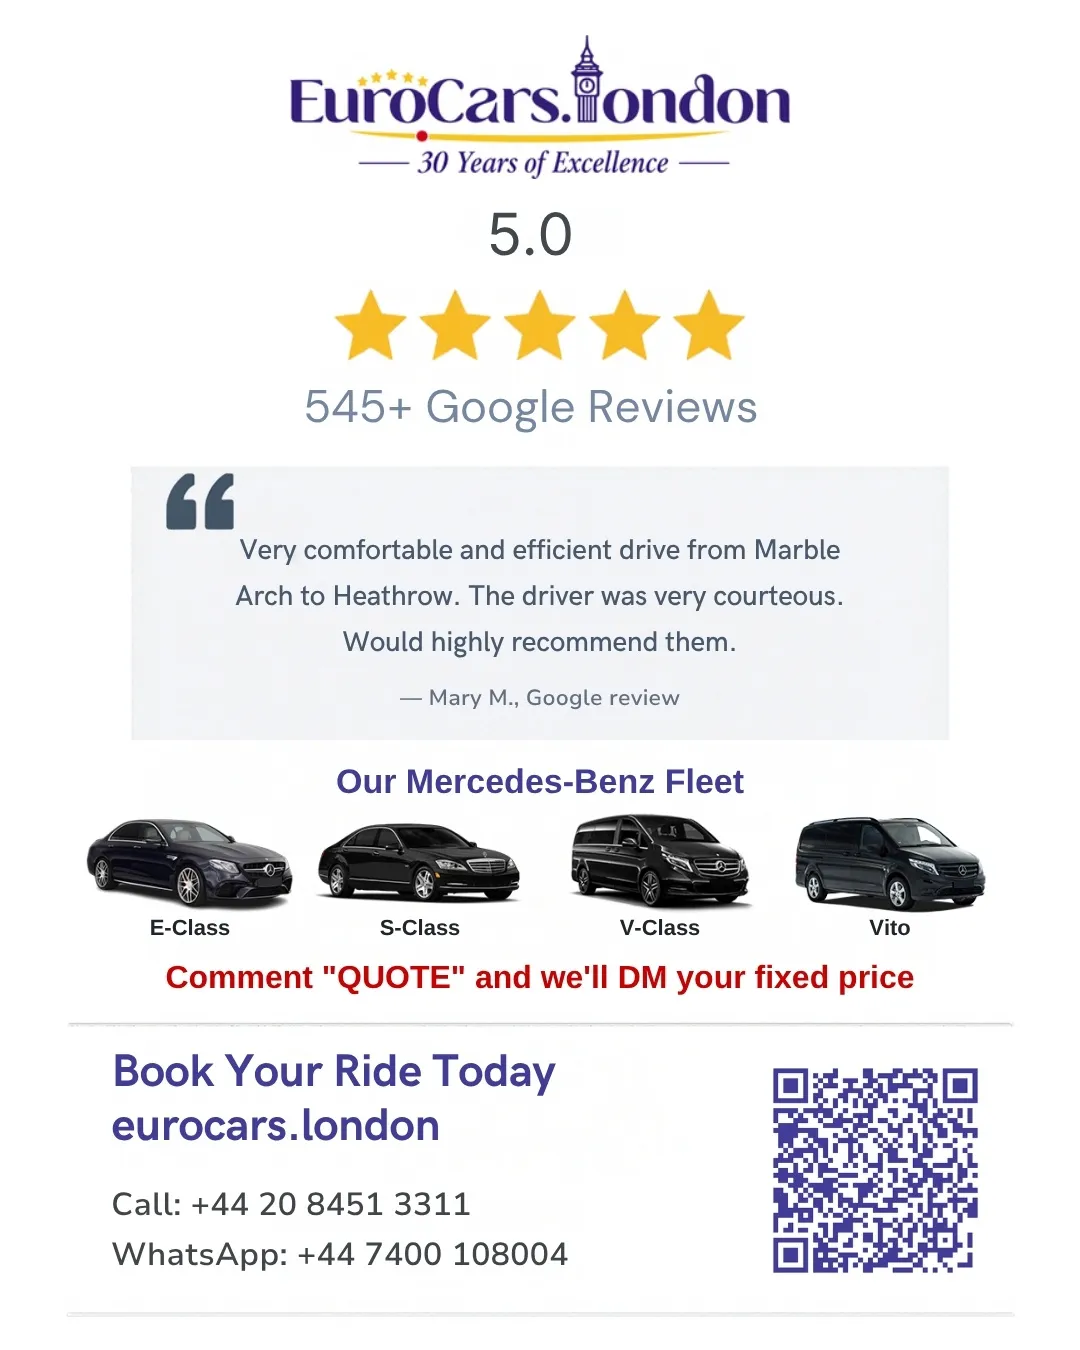 EuroCars.London
30 Years of Excellence
5.0
545+ Google Reviews
“
Very comfortable and efficient drive from Marble
Arch to Heathrow. The driver was very courteous.
Would highly recommend them.
— Mary M., Google review
Our Mercedes-Benz Fleet
E-Class
S-Class
V-Class
Vito
Comment "QUOTE" and we'll DM your fixed price
Book Your Ride Today
eurocars.london
Call: +44 20 8451 3311
WhatsApp: +44 7400 108004